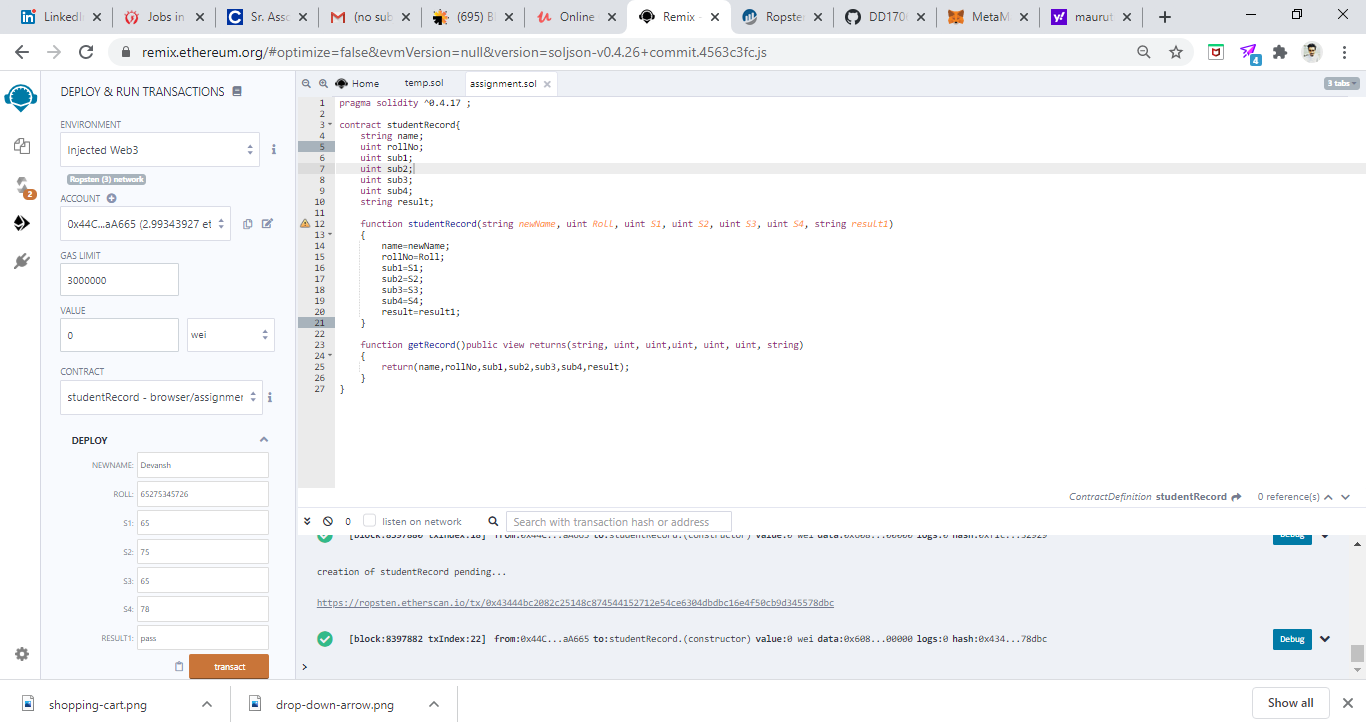 LinkedI
Jobs in
Sr. Assc
(no sub
(695) B
Online
Remix -
Ropster
DD170
MetaM
maurut
remix.ethereum.org/#optimize=false&evmVersion=null&version=soljson-v0.4.26+commit.4563c3fc.js
4
DEPLOY & RUN TRANSACTIONS
Home
temp.sol
assignment.sol
3 tabs
ENVIRONMENT
Injected Web3
Ropsten (3) network
2
ACCOUNT
0x44C...aA665 (2.99343927 et
GAS LIMIT
3000000
VALUE
0
wei
CONTRACT
studentRecord - browser/assignmer
DEPLOY
NEWNAME: Devansh
ROLL: 65275345726
S1: 65
S2: 75
S3: 65
S4: 78
RESULT1: pass
transact
1 pragma solidity ^0.4.17 ;
2
3 contract studentRecord{
4 string name;
5 uint rollNo;
6 uint sub1;
7 uint sub2;
8 uint sub3;
9 uint sub4;
10 string result;
11
12 function studentRecord(string newName, uint Roll, uint S1, uint S2, uint S3, uint S4, string result1)
13 {
14 name=newName;
15 rollNo=Roll;
16 sub1=S1;
17 sub2=S2;
18 sub3=S3;
19 sub4=S4;
20 result=result1;
21 }
22
23 function getRecord()public view returns(string, uint, uint,uint, uint, uint, string)
24 {
25 return(name,rollNo,sub1,sub2,sub3,sub4,result);
26 }
27 }
ContractDefinition studentRecord 0 reference(s)
0 listen on network Search with transaction hash or address
[block:8397880 txIndex:18] from:0x44C...aA665 to:studentRecord.(constructor) value:0 wei data:0x608...00000 logs:0 hash:0xf1c...32929 Debug
creation of studentRecord pending...
https://ropsten.etherscan.io/tx/0x43444bc2082c25148c874544152712e54ce6304dbdbc16e4f50cb9d345578dbc
[block:8397882 txIndex:22] from:0x44C...aA665 to:studentRecord.(constructor) value:0 wei data:0x608...00000 logs:0 hash:0x434...78dbc Debug
>
shopping-cart.png
drop-down-arrow.png
Show all